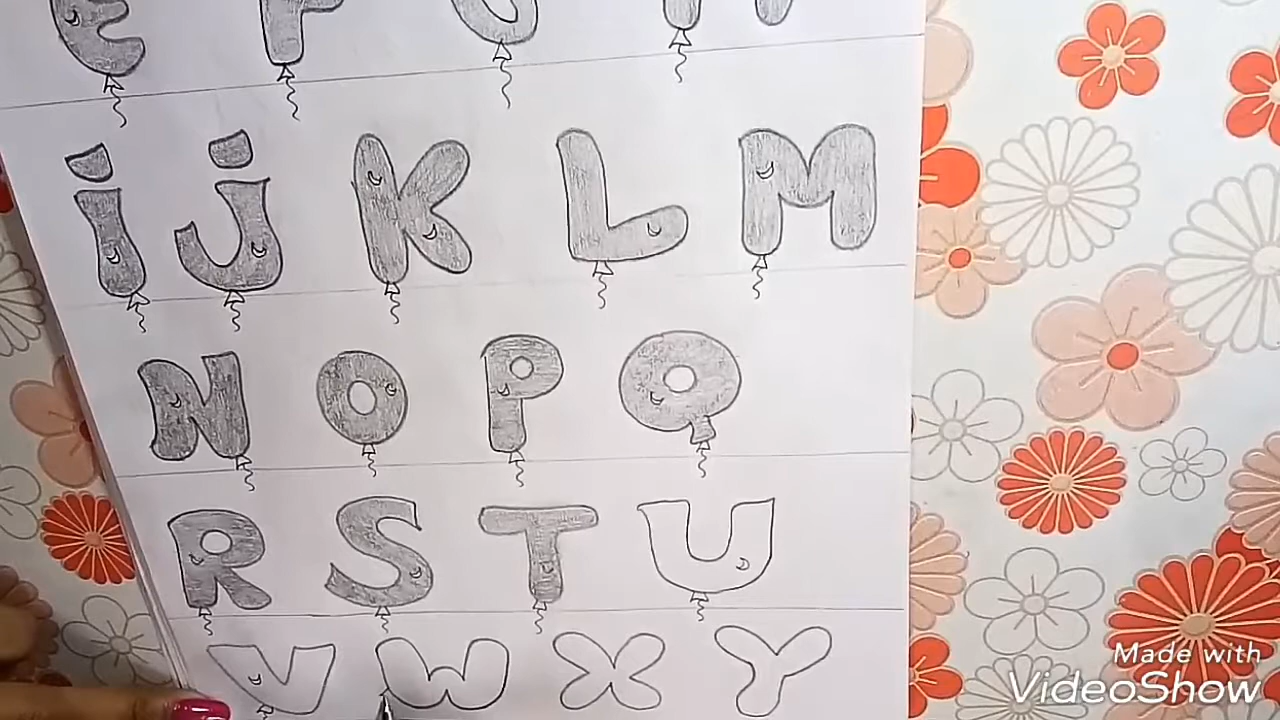 E F G H
i j K L M
N O P Q
R S T U
V W X Y
Made with
VideoShow